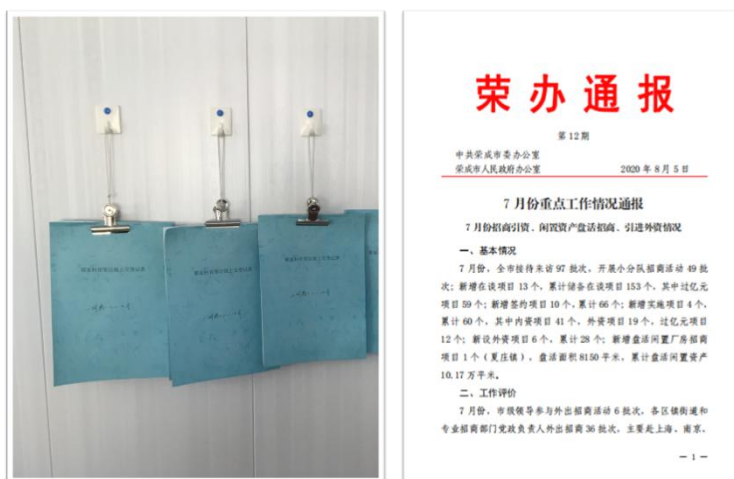 荣办通报
第12期
中共荣成市委办公室
荣成市人民政府办公室 2020年8月5日
7月份重点工作情况通报
7月份招商引资、闲置资产盘活招商、引进外资情况
一、基本情况
7月份，全市接待来访97批次，开展小分队招商活动49批
次；新增在谈项目13个，累计储备在谈项目153个，其中过亿元
项目59个；新增签约项目10个，累计66个；新增实施项目4个，
累计60个，其中内资项目41个，外资项目19个，过亿元项目
12个；新设外资项目6个，累计28个；新增盘活闲置厂房招商
项目1个（夏庄镇），盘活面积8150平米，累计盘活闲置资产
10.17万平米。
二、工作评价
7月份，市级领导参与外出招商活动6批次，各区镇街道和
专业招商部门党政负责人外出招商36批次，主要赴上海、南京、
— 1 —